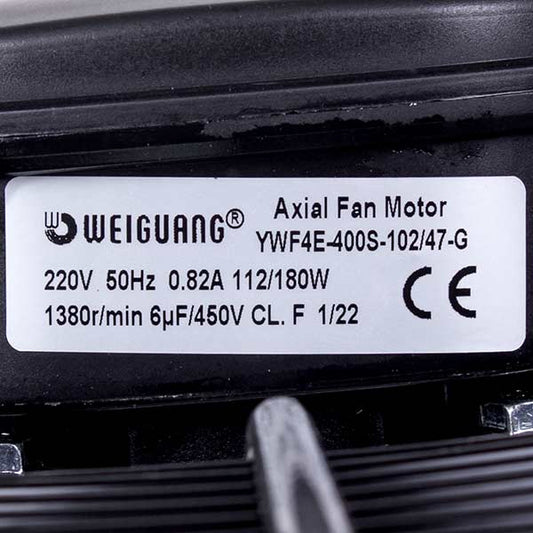 WEIGUANG® Axial Fan Motor
YWF4E-400S-102/47-G
220V 50Hz 0.82A 112/180W
1380r/min 6µF/450V CL. F 1/22
CE